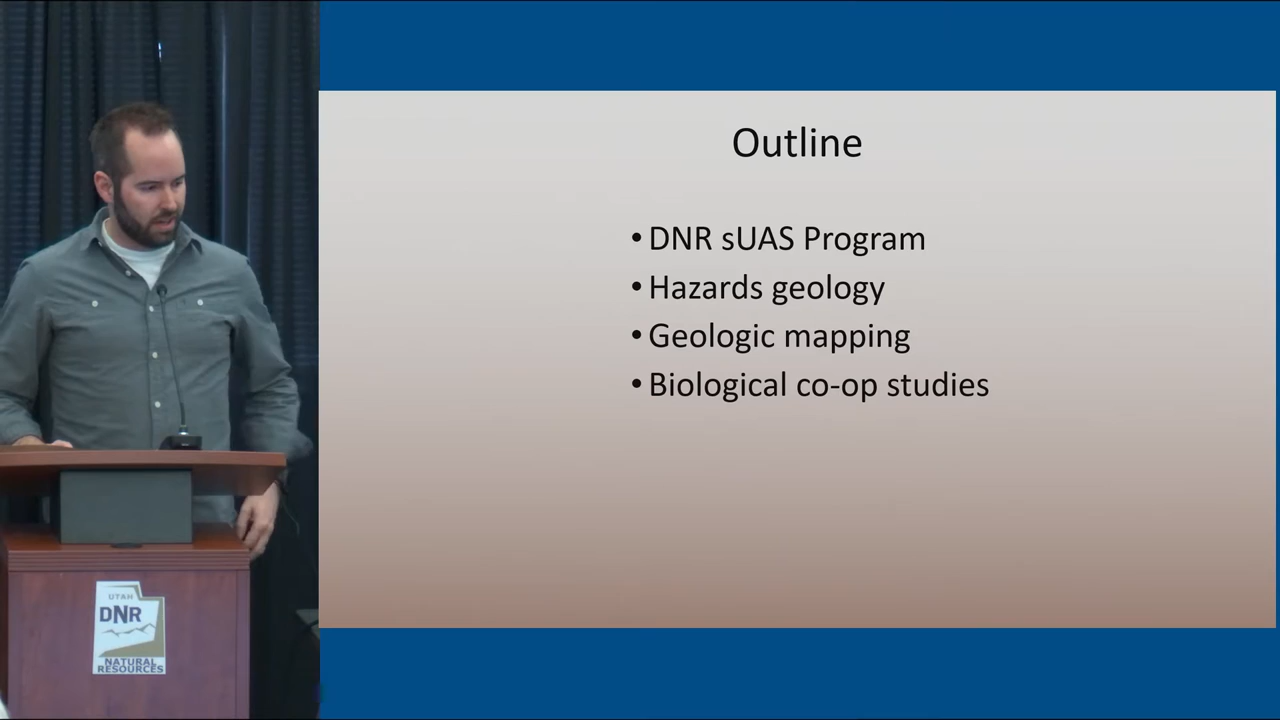 Outline
• DNR sUAS Program
• Hazards geology
• Geologic mapping
• Biological co-op studies
UTAH
DNR
NATURAL
RESOURCES